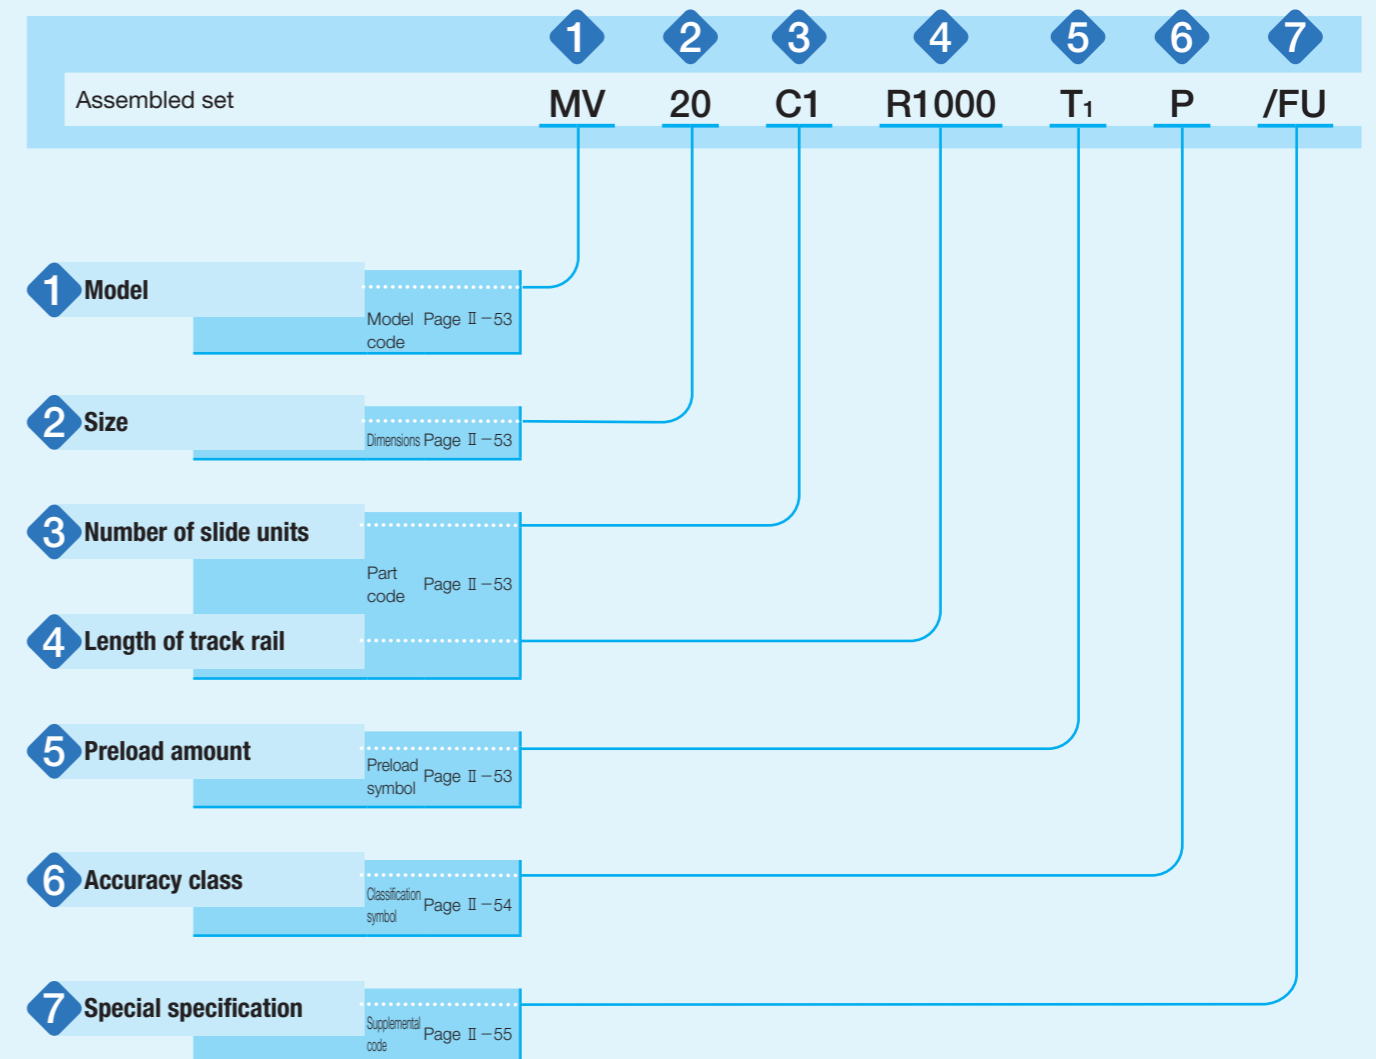 1 2 3 4 5 6 7
Assembled set MV 20 C1 R1000 T1 P /FU
1 Model
Model code Page Ⅱ－53
2 Size
Dimensions Page Ⅱ－53
3 Number of slide units
Part code Page Ⅱ－53
4 Length of track rail
5 Preload amount
Preload symbol Page Ⅱ－53
6 Accuracy class
Classification symbol Page Ⅱ－54
7 Special specification
Supplemental code Page Ⅱ－55